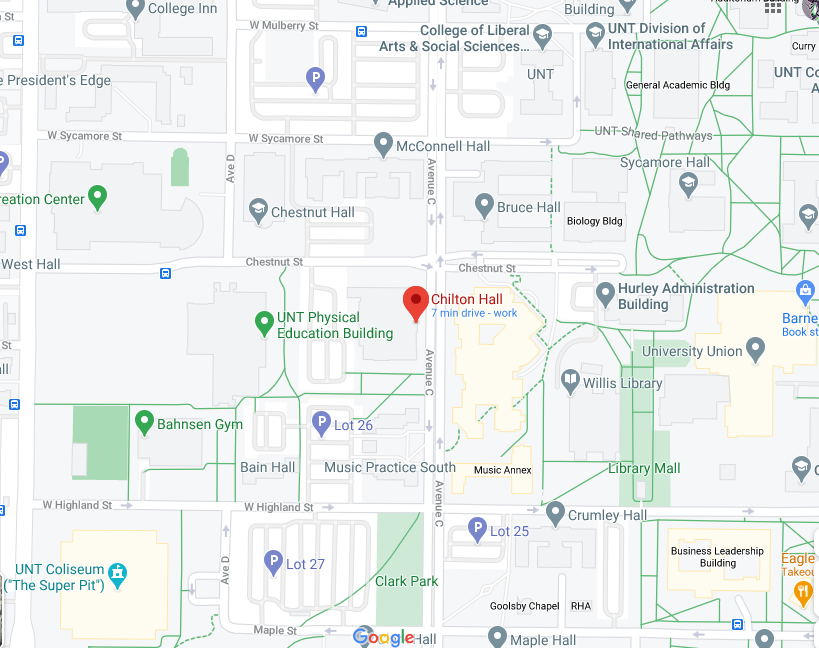 College Inn
Applied Science
Building
Auditorium Building
W Mulberry St
College of Liberal
Arts & Social Sciences...
UNT Division of
International Affairs
Curry
UNT
General Academic Bldg
UNT Co
e President's Edge
P
W Sycamore St
W Sycamore St
UNT Shared Pathways
McConnell Hall
Sycamore Hall
Ave D
Avenue C
P
reation Center
Chestnut Hall
Bruce Hall
Biology Bldg
West Hall
Chestnut St
Chestnut St
Hurley Administration
Building
Chilton Hall
7 min drive - work
UNT Physical
Education Building
Barne
Book st
St
University Union
Avenue C
Willis Library
all
Bahnsen Gym
P
Lot 26
Bain Hall
Music Practice South
Music Annex
Library Mall
Avenue C
W Highland St
W Highland St
Crumley Hall
P
Lot 25
Ave D
UNT Coliseum
("The Super Pit")
P
Lot 27
Clark Park
Business Leadership
Building
Eagle
Takeou
Goolsby Chapel
RHA
Maple St
Google
Hall
Maple Hall